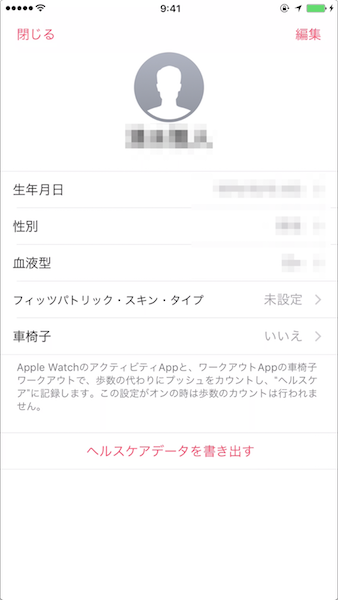 9:41
閉じる
編集
生年月日
性別
血液型
フィッツパトリック・スキン・タイプ 未設定
車椅子 いいえ
Apple WatchのアクティビティAppと、ワークアウトAppの車椅子
ワークアウトで、歩数の代わりにプッシュをカウントし、“ヘルスケ
ア”に記録します。この設定がオンの時は歩数のカウントは行われま
せん。
ヘルスケアデータを書き出す